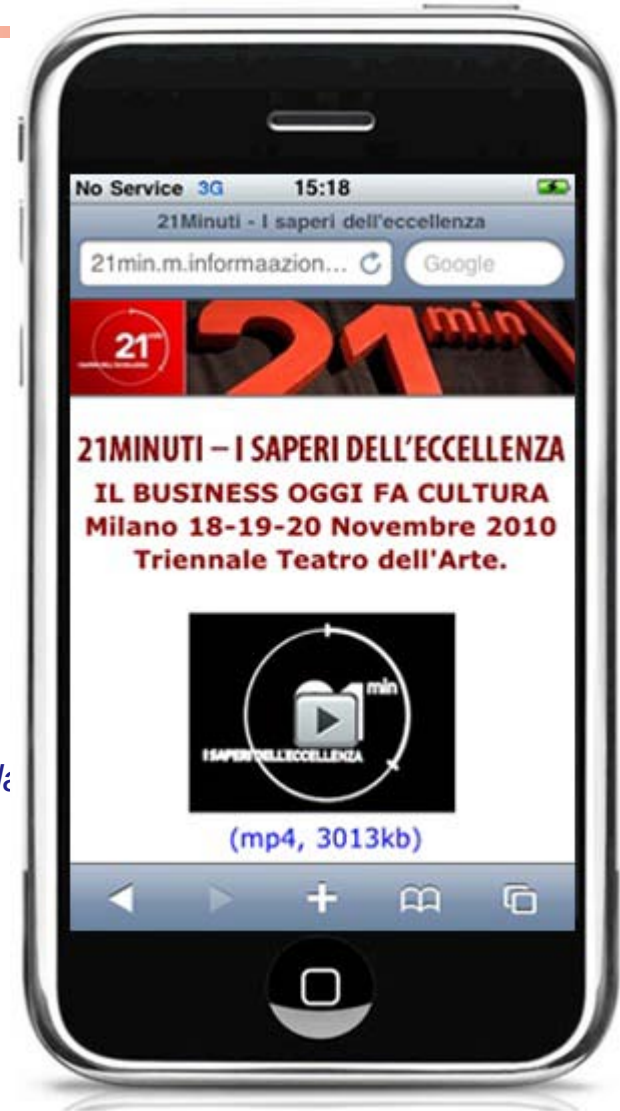 No Service 3G 15:18
21Minuti - I saperi dell'eccellenza
21min.m.informaazion... Google
21 min 21 min
21MINUTI – I SAPERI DELL'ECCELLENZA
IL BUSINESS OGGI FA CULTURA
Milano 18-19-20 Novembre 2010
Triennale Teatro dell'Arte.
min
I SAPERI DELL'ECCELLENZA
(mp4, 3013kb)